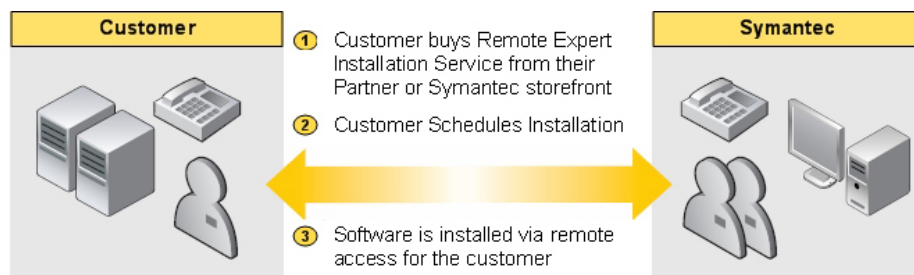 Customer
1 Customer buys Remote Expert
Installation Service from their
Partner or Symantec storefront
2 Customer Schedules Installation
3 Software is installed via remote
access for the customer
Symantec